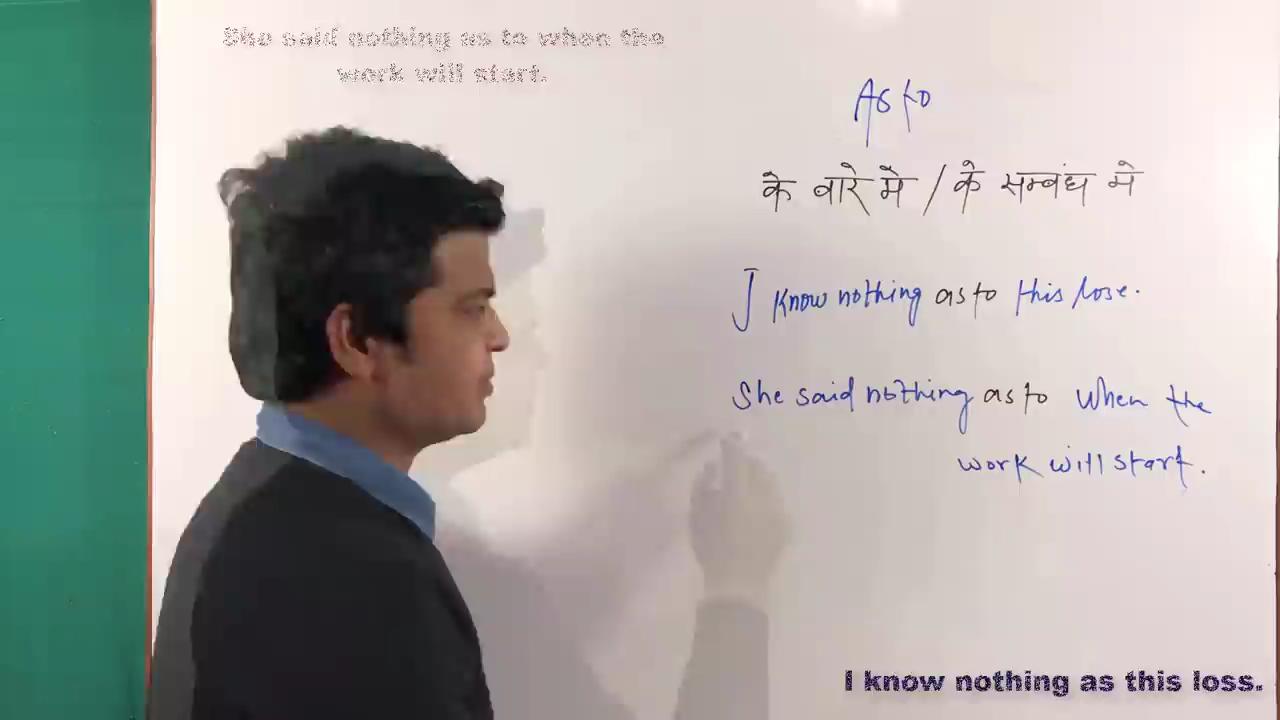 She said nothing as to when the
work will start.
As to
के बारे मे / के सम्बंध मे
I know nothing as to this lose.
She said nothing as to when the
work will start.
I know nothing as this loss.